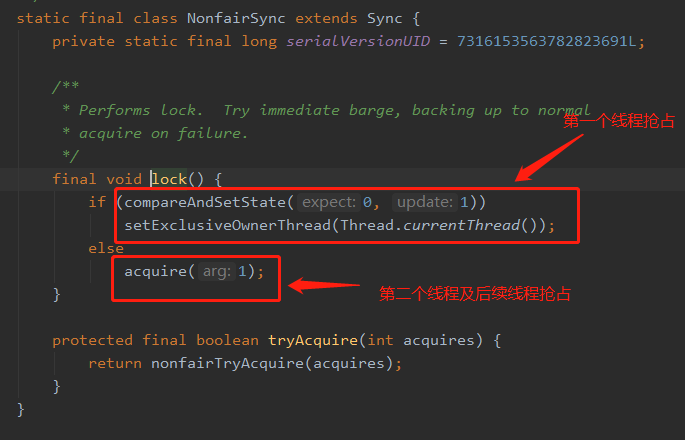 static final class NonfairSync extends Sync {
private static final long serialVersionUID = 7316153563782823691L;
/**
* Performs lock.  Try immediate barge, backing up to normal
* acquire on failure.
*/
第一个线程抢占
final void lock() {
if (compareAndSetState( expect: 0, update: 1))
setExclusiveOwnerThread(Thread.currentThread());
else
acquire( arg: 1);
第二个线程及后续线程抢占
}
protected final boolean tryAcquire(int acquires) {
return nonfairTryAcquire(acquires);
}
}